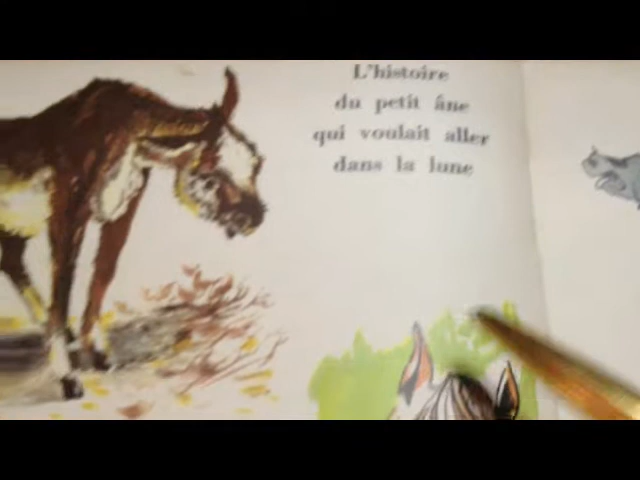 L'histoire
du petit âne
qui voulait aller
dans la lune